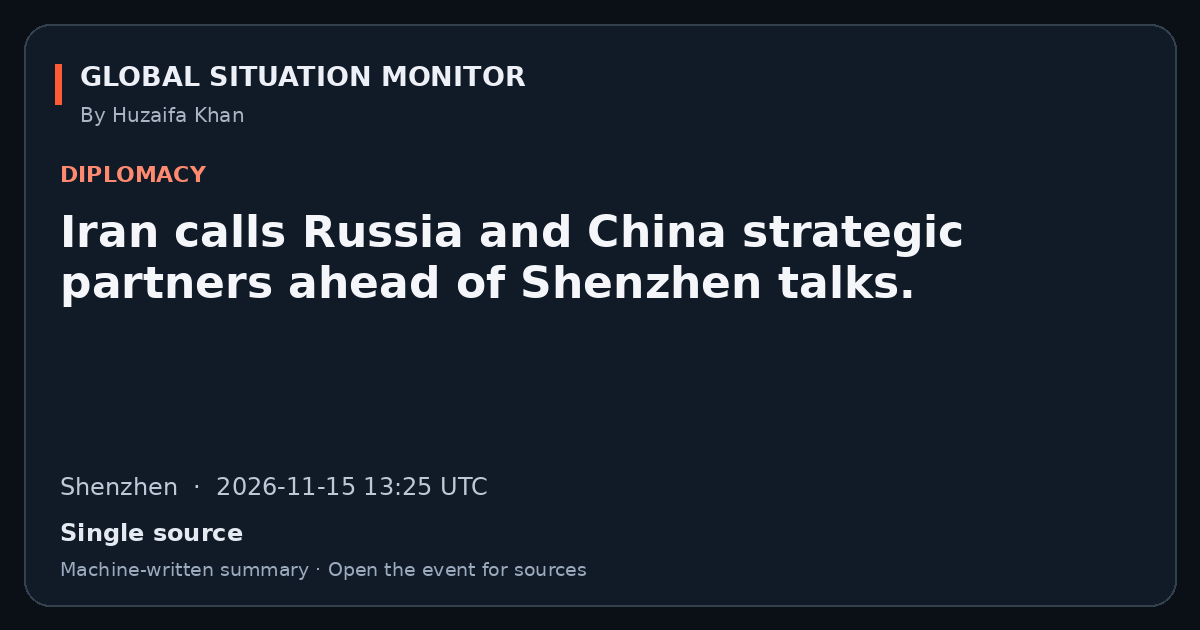 GLOBAL SITUATION MONITOR
By Huzaifa Khan
DIPLOMACY
Iran calls Russia and China strategic
partners ahead of Shenzhen talks.
Shenzhen · 2026-11-15 13:25 UTC
Single source
Machine-written summary · Open the event for sources